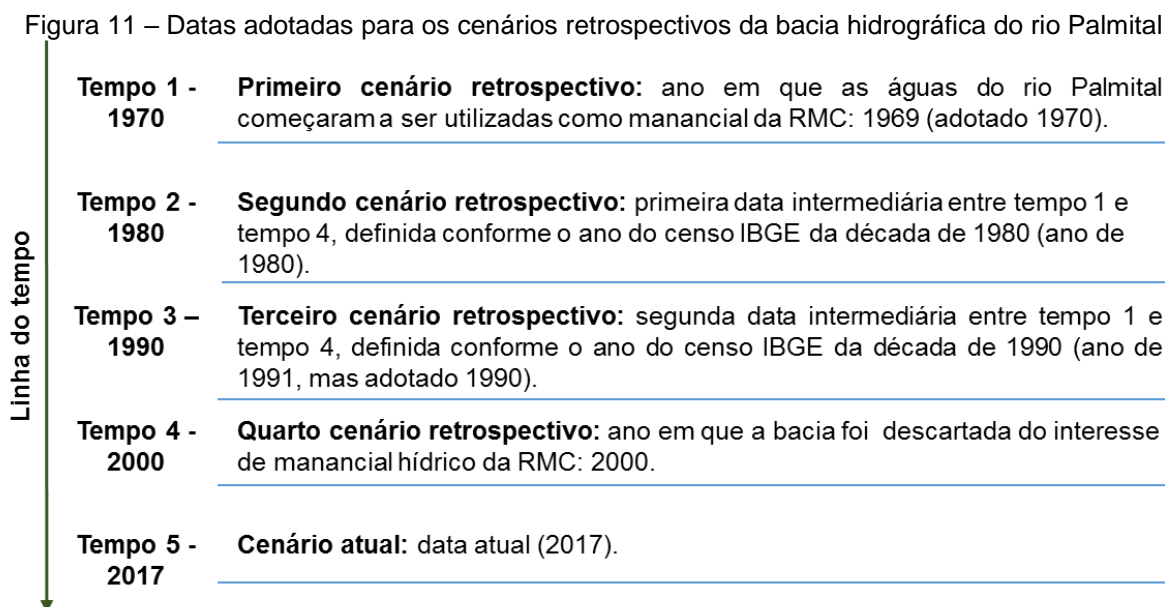 Figura 11 – Datas adotadas para os cenários retrospectivos da bacia hidrográfica do rio Palmital
Linha do tempo
Tempo 1 -
1970
Primeiro cenário retrospectivo: ano em que as águas do rio Palmital
começaram a ser utilizadas como manancial da RMC: 1969 (adotado 1970).
Tempo 2 -
1980
Segundo cenário retrospectivo: primeira data intermediária entre tempo 1 e
tempo 4, definida conforme o ano do censo IBGE da década de 1980 (ano de
1980).
Tempo 3 –
1990
Terceiro cenário retrospectivo: segunda data intermediária entre tempo 1 e
tempo 4, definida conforme o ano do censo IBGE da década de 1990 (ano de
1991, mas adotado 1990).
Tempo 4 -
2000
Quarto cenário retrospectivo: ano em que a bacia foi descartada do interesse
de manancial hídrico da RMC: 2000.
Tempo 5 -
2017
Cenário atual: data atual (2017).